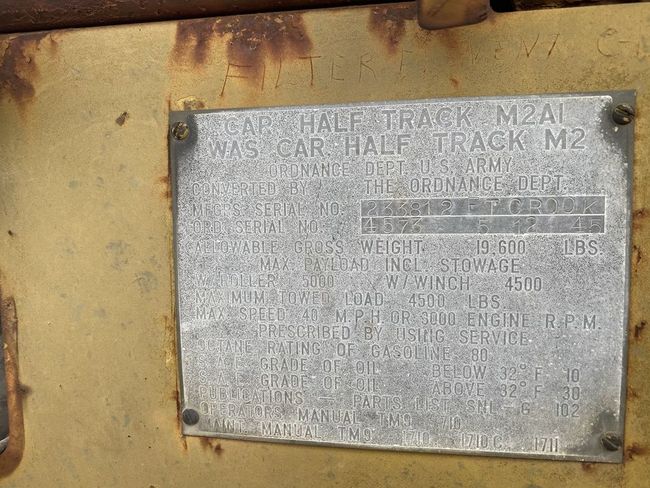 FILTER ELEMENT
CAR HALF TRACK M2A1
WAS CAR HALF TRACK M2
ORDNANCE DEPT. U.S. ARMY
CONVERTED BY THE ORDNANCE DEPT.
MFGRS SERIAL NO. 233812-TCROOK
ORD. SERIAL NO. 4573 5 12 45
ALLOWABLE GROSS WEIGHT 19,600 LBS.
MAX. PAYLOAD INCL. STOWAGE
W/ROLLER 5000 W/WINCH 4500
MAXIMUM TOWED LOAD 4500 LBS.
MAX. SPEED 40 M.P.H. OR 3000 ENGINE R.P.M.
PRESCRIBED BY USING SERVICE
OCTANE RATING OF GASOLINE 80
S.A.E. GRADE OF OIL BELOW 32° F 10
S.A.E. GRADE OF OIL ABOVE 32° F 30
PUBLICATIONS - PARTS LIST SNL-G 102
OPERATORS MANUAL TM9 710
MAINT. MANUAL TM9 1710 1710C 1711